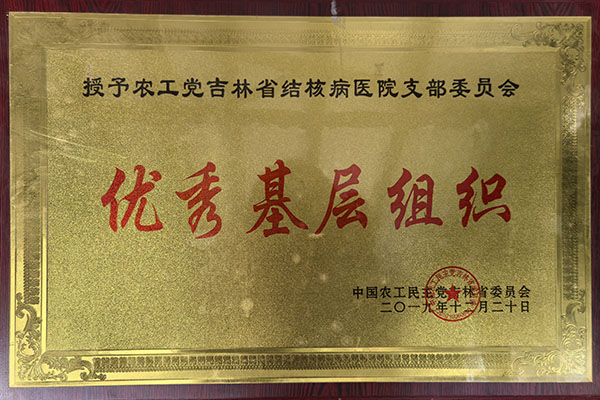 授予农工党吉林省结核病医院支部委员会
优秀基层组织
中国农工民主党吉林省委员会
二〇一九年十二月二十日